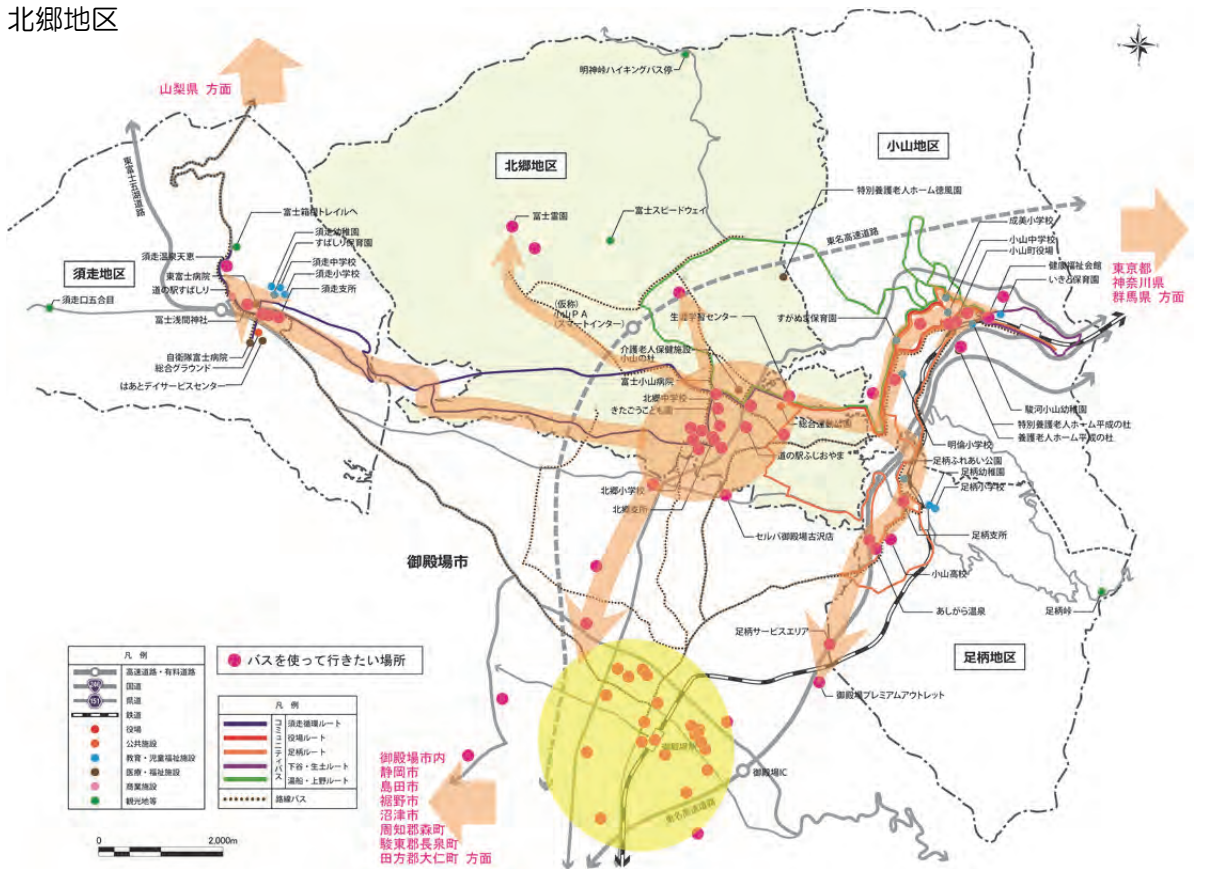 北郷地区
山梨県 方面
明神峠ハイキングバス停
小山地区
北郷地区
特別養護老人ホーム徳風園
富士箱根トレイルへ
富士霊園
富士スピードウェイ
成美小学校
東名高速道路
小山中学校
小山町役場
健康福祉会館
いきど保育園
東京都
神奈川県
群馬県 方面
須走幼稚園
すばしり保育園
須走温泉天恵
須走地区
東富士病院
須走中学校
須走小学校
道の駅すばしり
須走支所
須走口五合目
富士浅間神社
(仮称)
小山PA
(スマートインター)
生涯学習センター
すがぬま保育園
介護老人保健施設
小山の杜
自衛隊富士病院
総合グラウンド
はあとデイサービスセンター
富士小山病院
北郷中学校
きたごうこども園
総合運動公園
駿河小山幼稚園
特別養護老人ホーム平成の杜
養護老人ホーム平成の杜
明倫小学校
道の駅ふじおやま
足柄ふれあい公園
足柄幼稚園
足柄小学校
北郷小学校
北郷支所
セルバ御殿場古沢店
足柄支所
御殿場市
小山高校
あしがら温泉
足柄峠
足柄サービスエリア
足柄地区
御殿場プレミアムアウトレット
御殿場IC
東名高速道路
凡 例
高速道路・有料道路
国道
県道
鉄道
役場
公共施設
教育・児童福祉施設
医療・福祉施設
商業施設
観光地等
バスを使って行きたい場所
凡 例
コミュニティバス
須走循環ルート
役場ルート
足柄ルート
下谷・生土ルート
湯船・上野ルート
路線バス
御殿場市内
静岡市
島田市
裾野市
沼津市
周知郡森町
駿東郡長泉町
田方郡大仁町 方面
0 2,000m